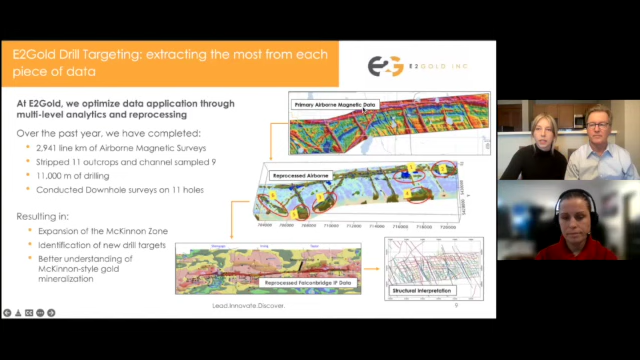 E2Gold Drill Targeting: extracting the most from each
piece of data
E2GOLD INC.
At E2Gold, we optimize data application through
multi-level analytics and reprocessing
Over the past year, we have completed:
• 2,941 line km of Airborne Magnetic Surveys
• Stripped 11 outcrops and channel sampled 9
• 11,000 m of drilling
• Conducted Downhole surveys on 11 holes
Resulting in:
• Expansion of the McKinnon Zone
• Identification of new drill targets
• Better understanding of
McKinnon-style gold
mineralization
Primary Airborne Magnetic Data
Reprocessed Airborne
Reprocessed Falconbridge IP Data
Structural Interpretation
Lead.Innovate.Discover.
9